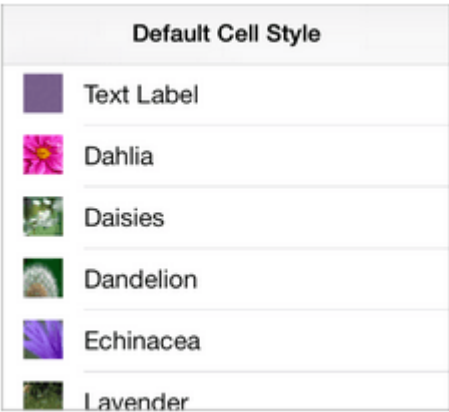 Default Cell Style
Text Label
Dahlia
Daisies
Dandelion
Echinacea
Lavender